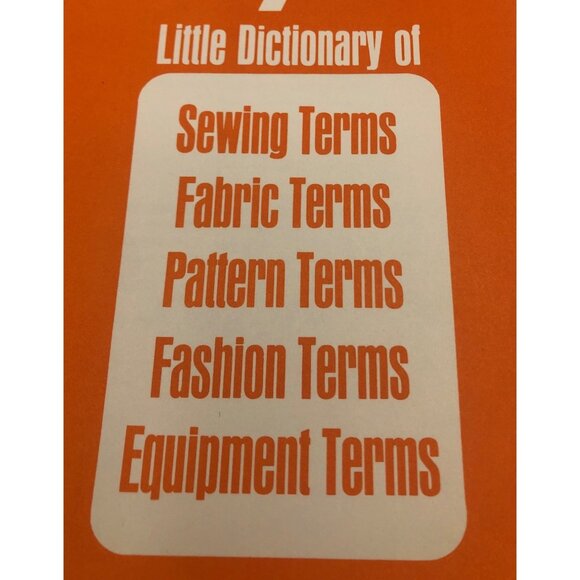 Little Dictionary of
Sewing Terms
Fabric Terms
Pattern Terms
Fashion Terms
Equipment Terms